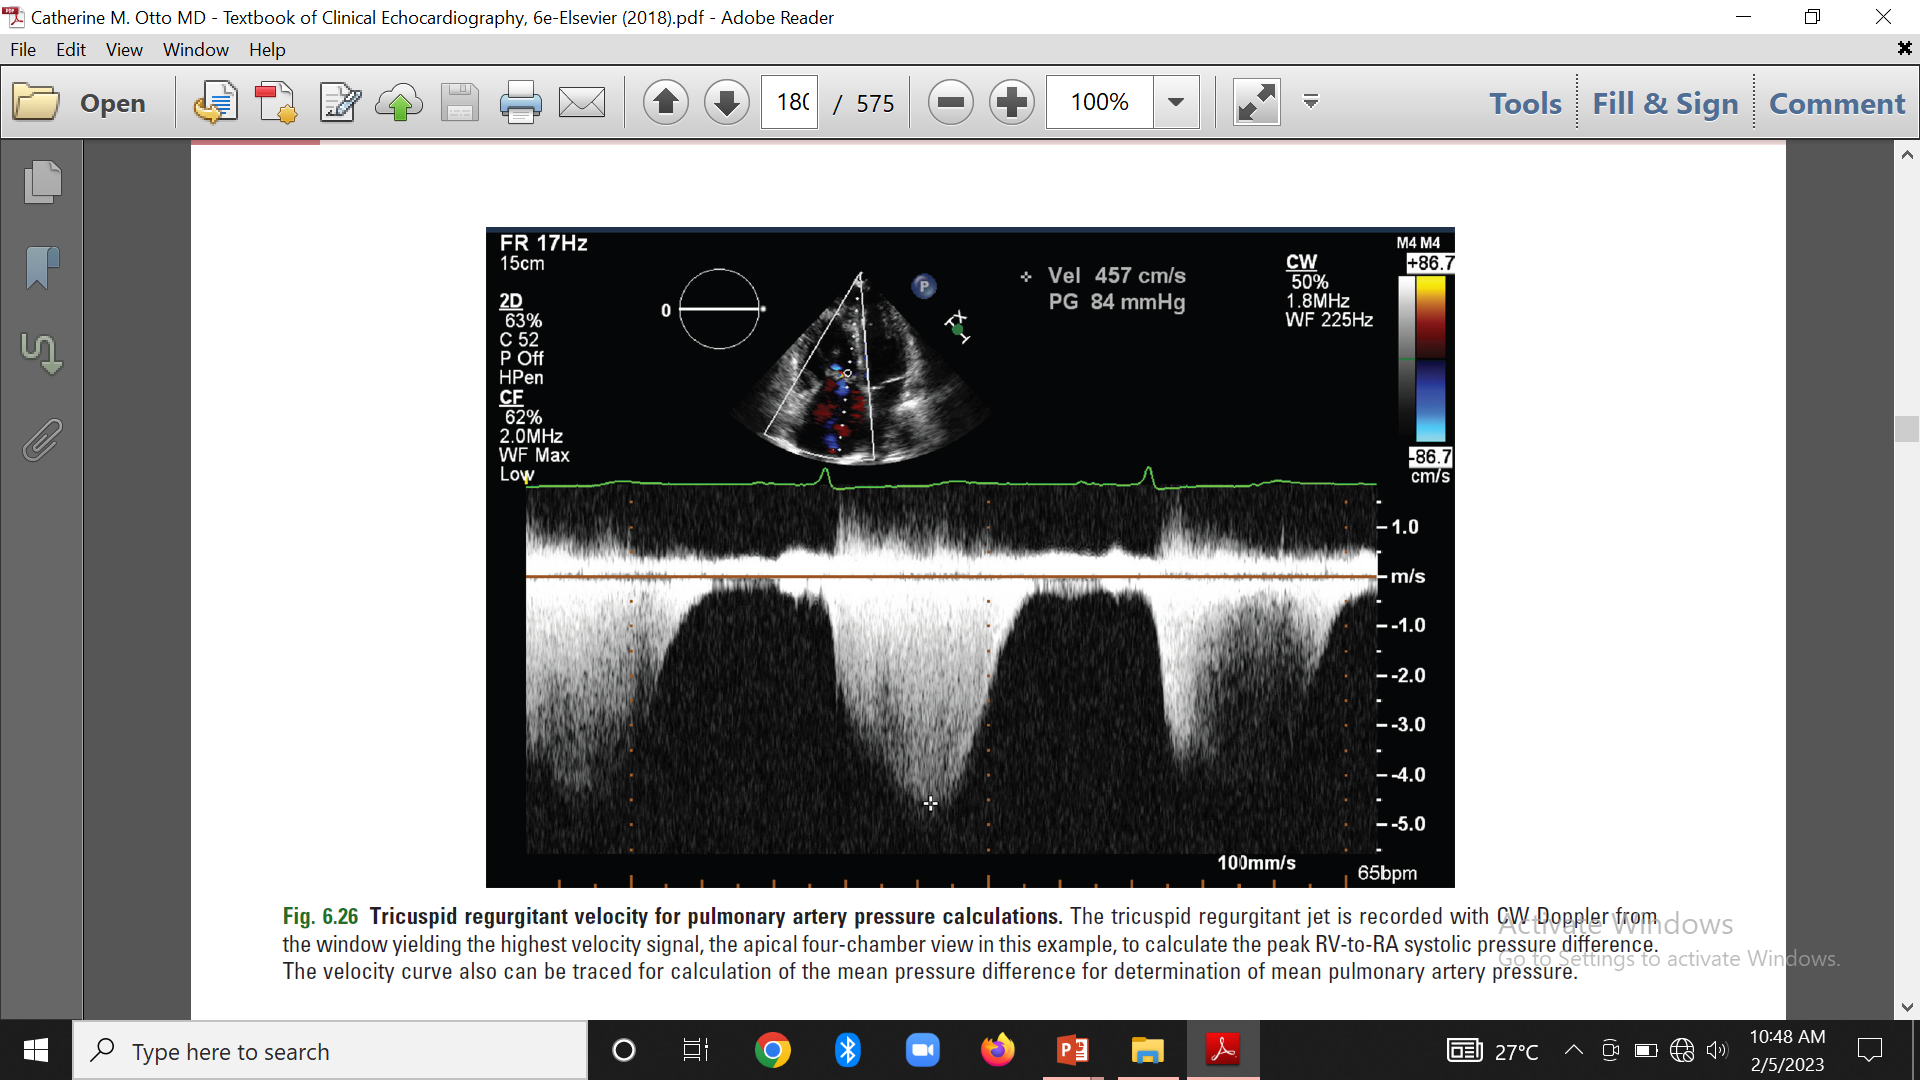 Catherine M. Otto MD - Textbook of Clinical Echocardiography, 6e-Elsevier (2018).pdf - Adobe Reader
File Edit View Window Help
Open 180 / 575 100% Tools Fill & Sign Comment
FR 17Hz
15cm
2D
63%
C 52
P Off
HPen
CF
62%
2.0MHz
WF Max
Low
0
P
Vel 457 cm/s
PG 84 mmHg
CW
50%
1.8MHz
WF 225Hz
M4 M4
+86.7
-86.7
cm/s
1.0
m/s
-1.0
-2.0
-3.0
-4.0
-5.0
100mm/s
65bpm
Fig. 6.26 Tricuspid regurgitant velocity for pulmonary artery pressure calculations. The tricuspid regurgitant jet is recorded with CW Doppler from
the window yielding the highest velocity signal, the apical four-chamber view in this example, to calculate the peak RV-to-RA systolic pressure difference.
The velocity curve also can be traced for calculation of the mean pressure difference for determination of mean pulmonary artery pressure.
Activate Windows
Go to Settings to activate Windows.
Type here to search
27°C
10:48 AM
2/5/2023